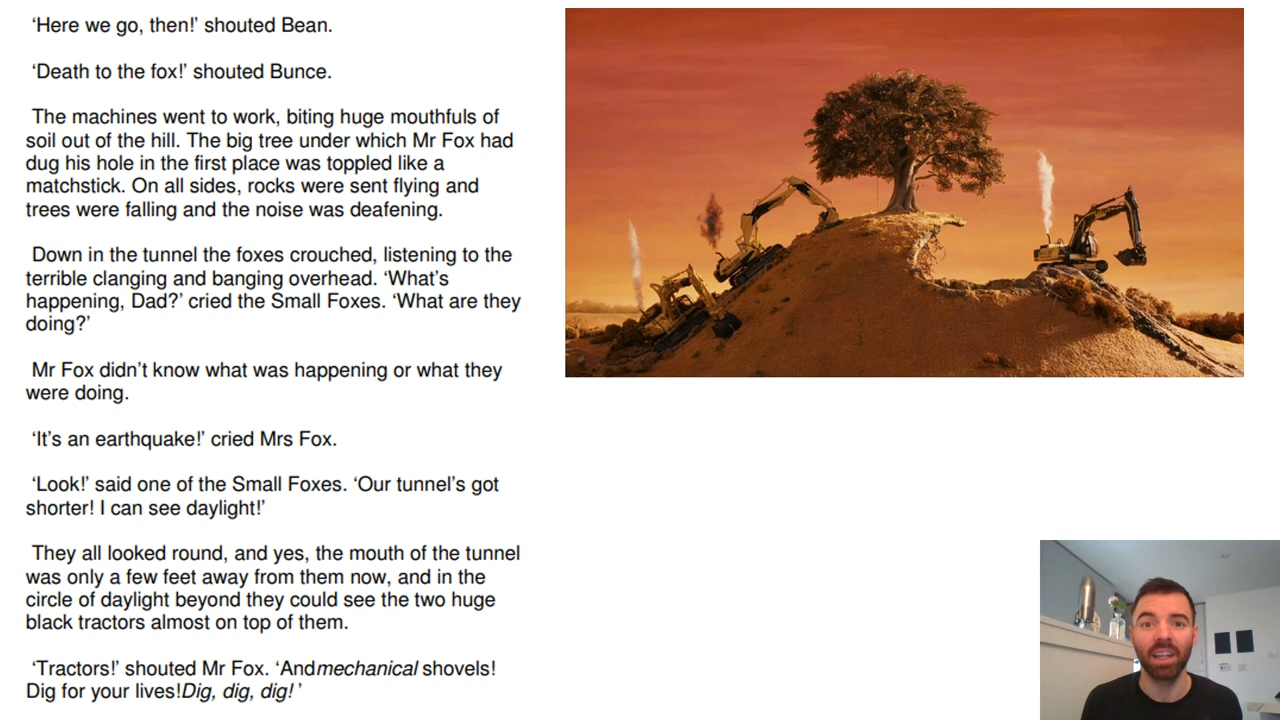 ‘Here we go, then!’ shouted Bean.
‘Death to the fox!’ shouted Bunce.
The machines went to work, biting huge mouthfuls of
soil out of the hill. The big tree under which Mr Fox had
dug his hole in the first place was toppled like a
matchstick. On all sides, rocks were sent flying and
trees were falling and the noise was deafening.
Down in the tunnel the foxes crouched, listening to the
terrible clanging and banging overhead. ‘What’s
happening, Dad?’ cried the Small Foxes. ‘What are they
doing?’
Mr Fox didn’t know what was happening or what they
were doing.
‘It’s an earthquake!’ cried Mrs Fox.
‘Look!’ said one of the Small Foxes. ‘Our tunnel’s got
shorter! I can see daylight!’
They all looked round, and yes, the mouth of the tunnel
was only a few feet away from them now, and in the
circle of daylight beyond they could see the two huge
black tractors almost on top of them.
‘Tractors!’ shouted Mr Fox. ‘Andmechanical shovels!
Dig for your lives!Dig, dig, dig! ’